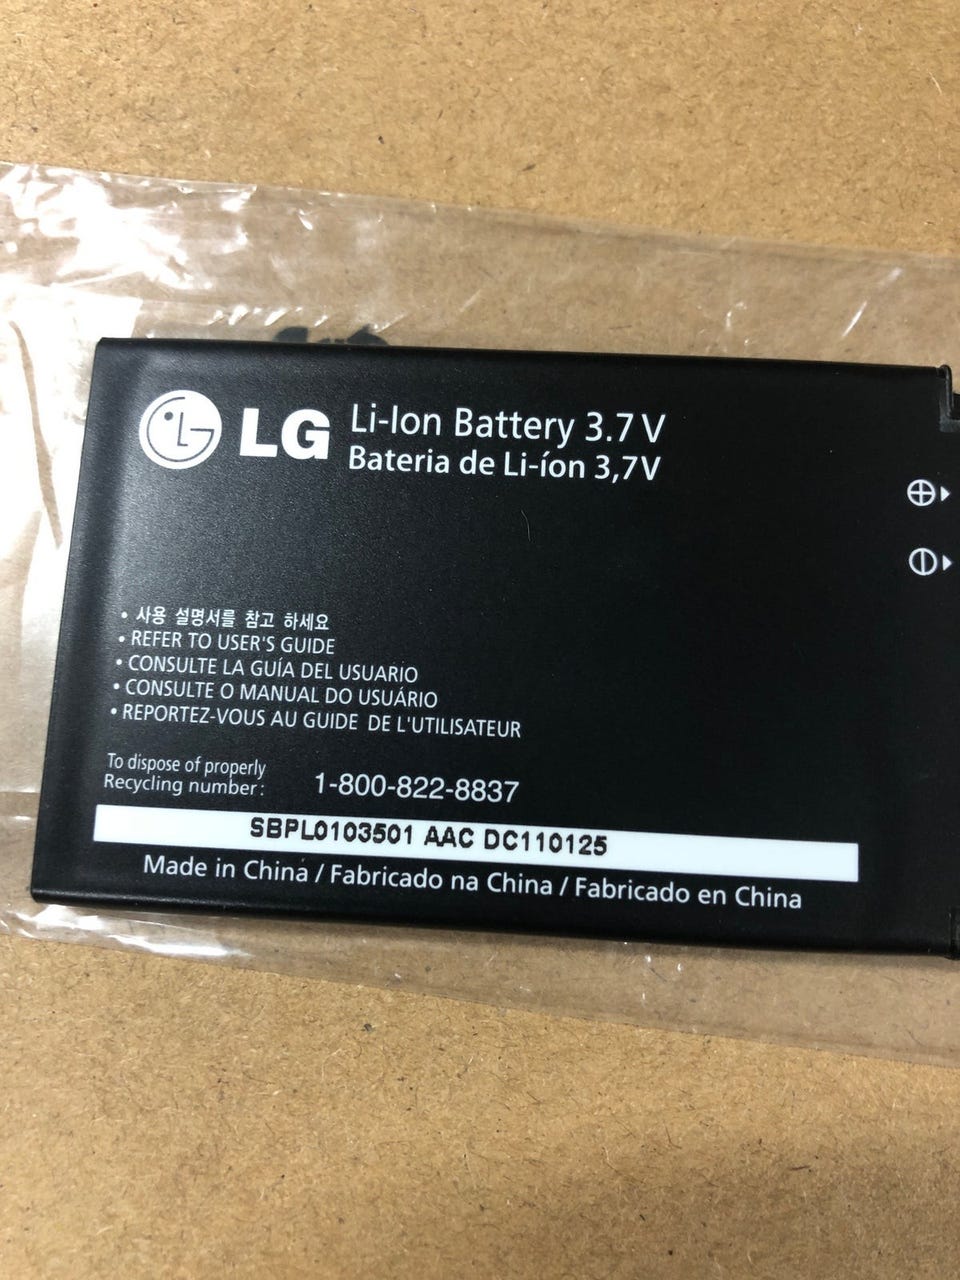 LG Li-Ion Battery 3.7 V
Bateria de Li-íon 3,7V
• 사용 설명서를 참고 하세요
• REFER TO USER'S GUIDE
• CONSULTE LA GUÍA DEL USUARIO
• CONSULTE O MANUAL DO USUÁRIO
• REPORTEZ-VOUS AU GUIDE DE L'UTILISATEUR
To dispose of properly
Recycling number: 1-800-822-8837
SBPL0103501 AAC DC110125
Made in China / Fabricado na China / Fabricado en China